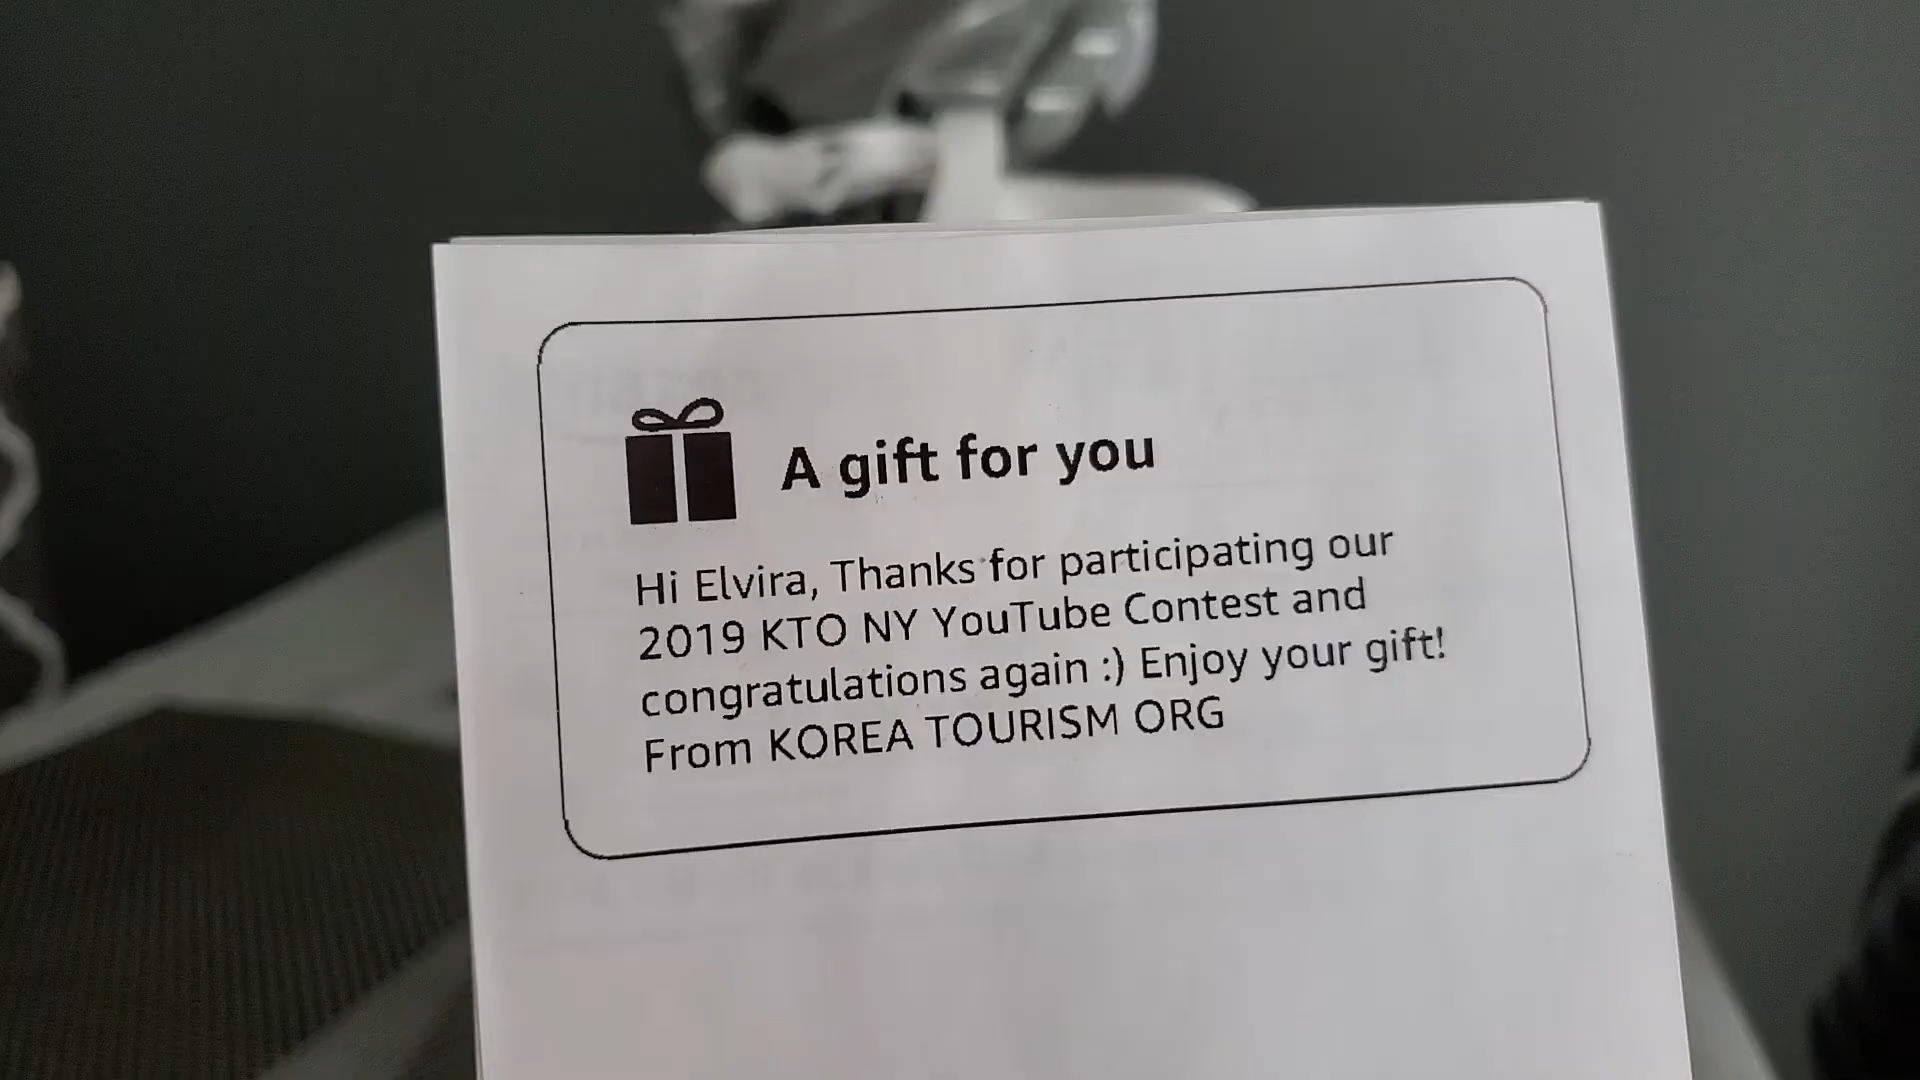 A gift for you
Hi Elvira, Thanks for participating our
2019 KTO NY YouTube Contest and
congratulations again :) Enjoy your gift!
From KOREA TOURISM ORG